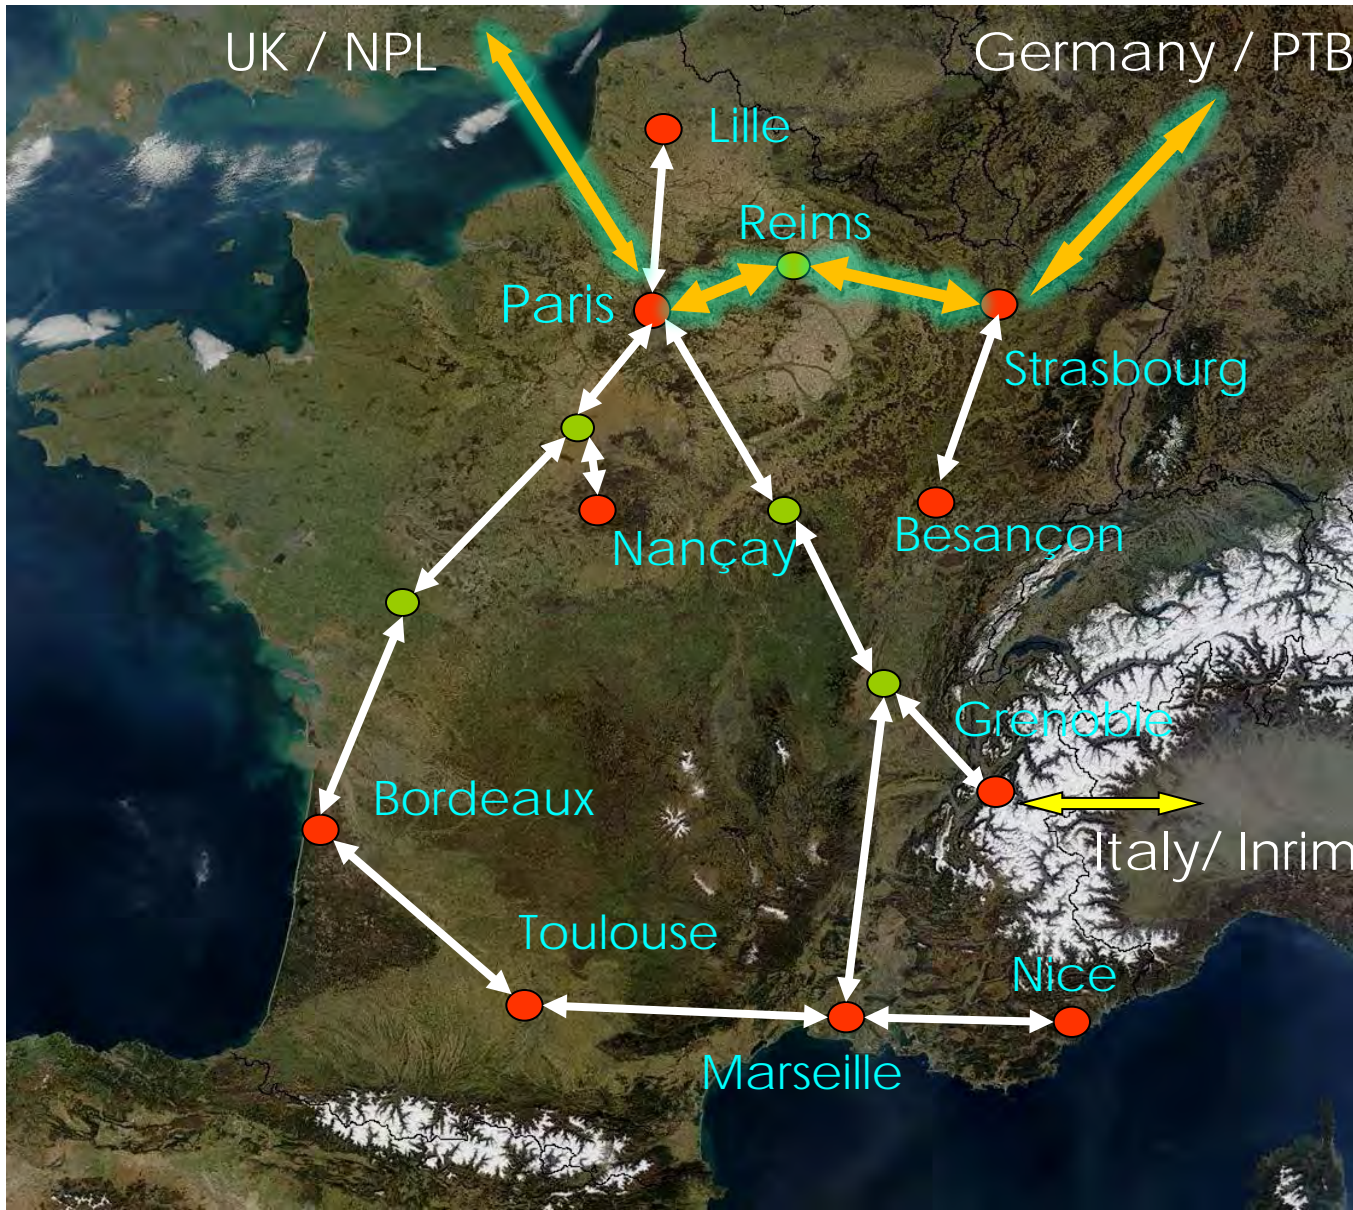 UK / NPL
Germany / PTB
Lille
Reims
Paris
Strasbourg
Nançay
Besançon
Grenoble
Bordeaux
Italy/ Inrim
Toulouse
Nice
Marseille